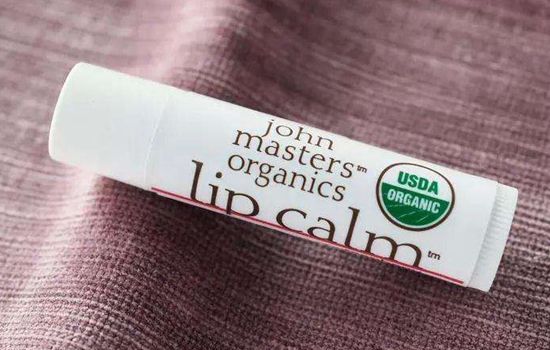 john
masters™
organics
lip calm™
USDA
ORGANIC